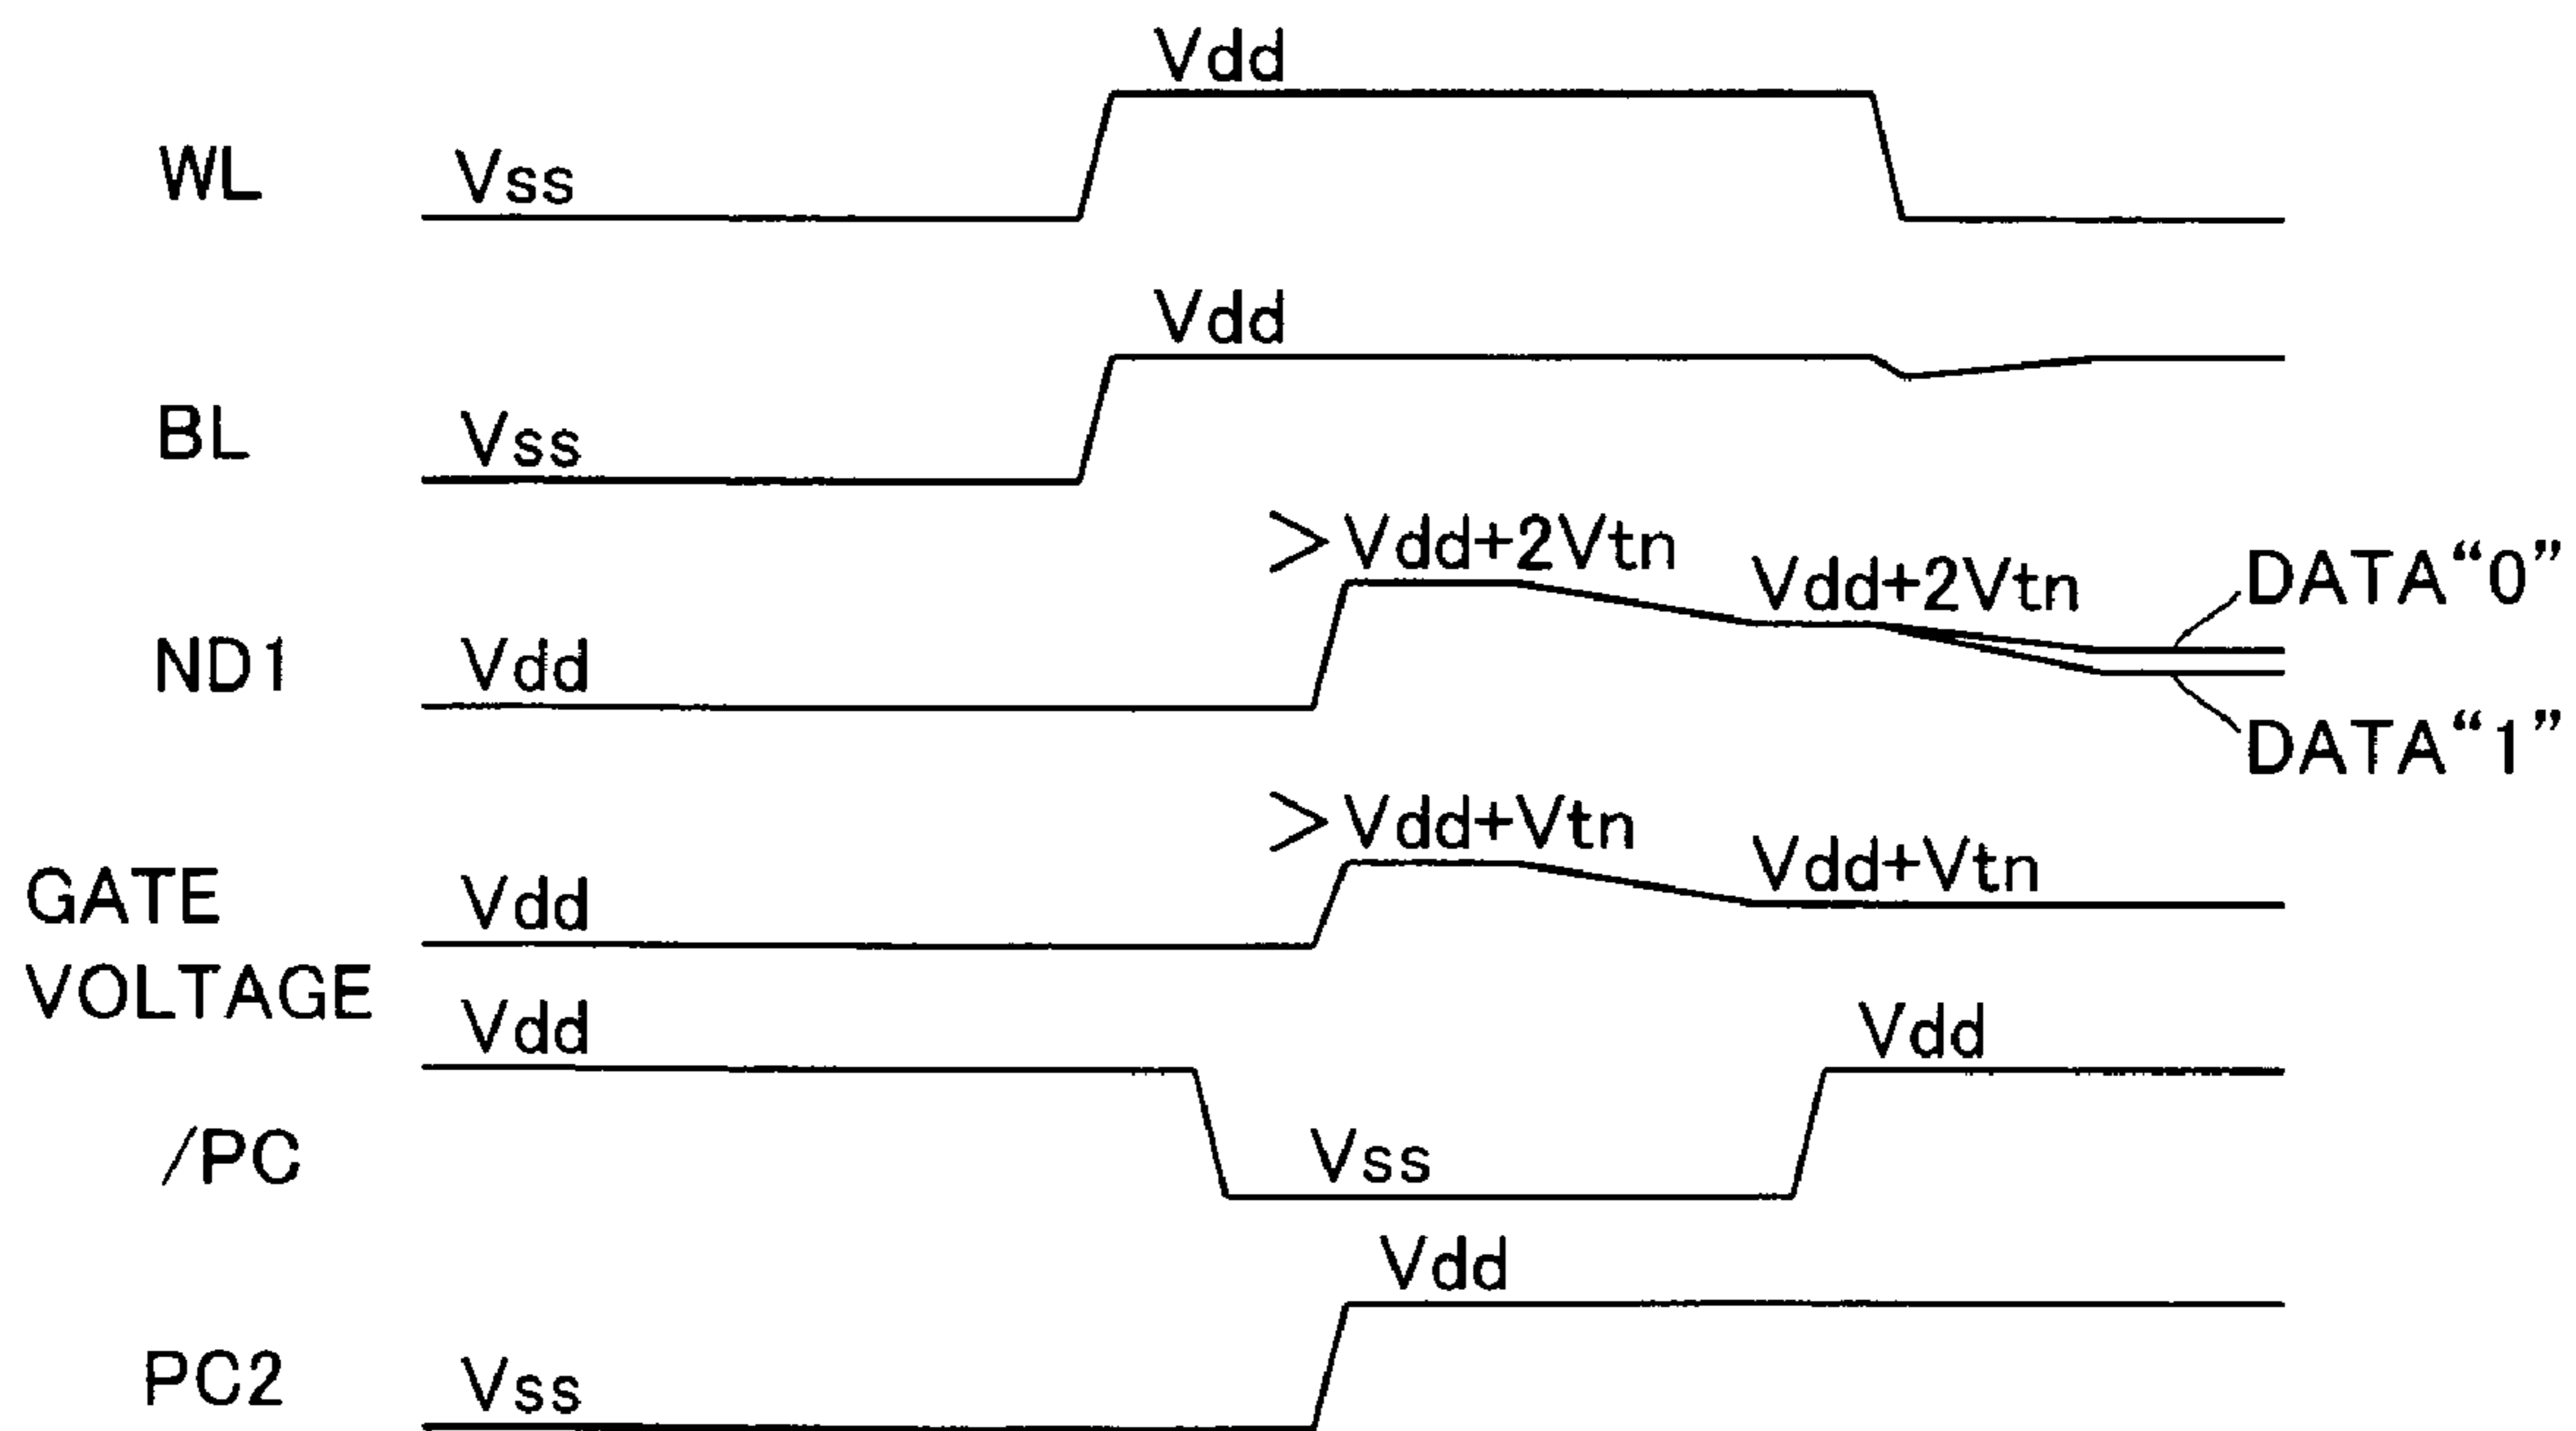 Vdd
WL
Vss
Vdd
BL
Vss
>Vdd+2Vtn
Vdd+2Vtn
DATA“0”
ND1
Vdd
DATA“1”
>Vdd+Vtn
Vdd+Vtn
GATE
VOLTAGE
Vdd
Vdd
Vdd
/PC
Vss
Vdd
PC2
Vss